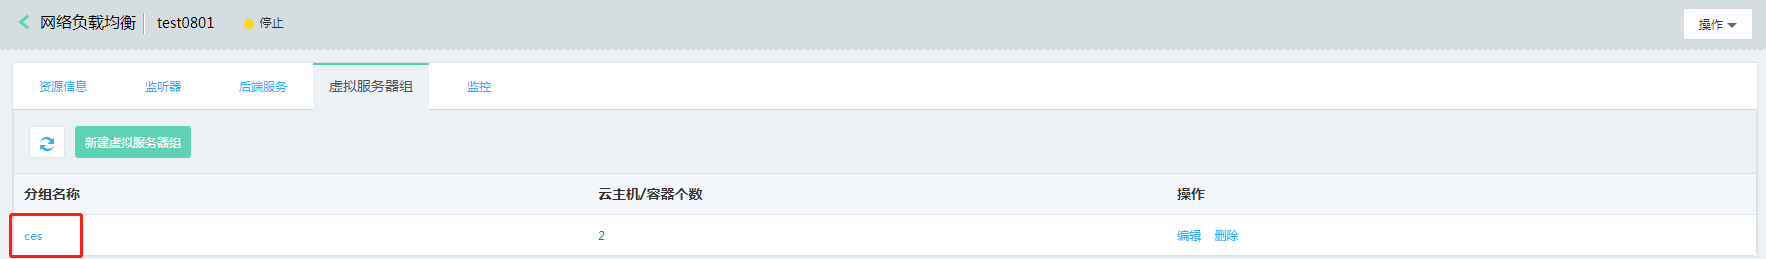 网络负载均衡 test0801 停止 操作
资源信息 监听器 后端服务 虚拟服务器组 监控
新建虚拟服务器组
分组名称 云主机/容器个数 操作
ces 2 编辑 删除